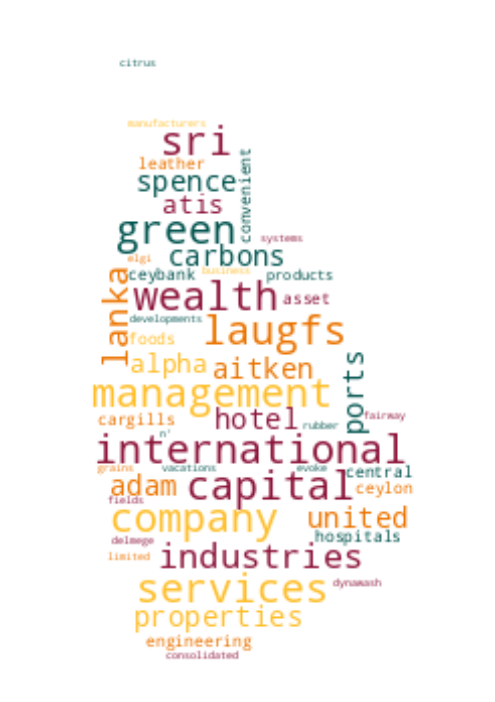 citrus
manufacturers
sri
leather
convenient
spence
atis
green
systems
carbons
elgi
ceybank
business
products
lanka
wealth
asset
developments
laugfs
foods
alpha
aitken
ports
management
cargills
hotel
rubber
fairway
n'
international
grains
vacations
evoke
central
adam
capital
ceylon
fields
company
united
delmege
hospitals
limited
industries
services
dynawash
properties
engineering
consolidated